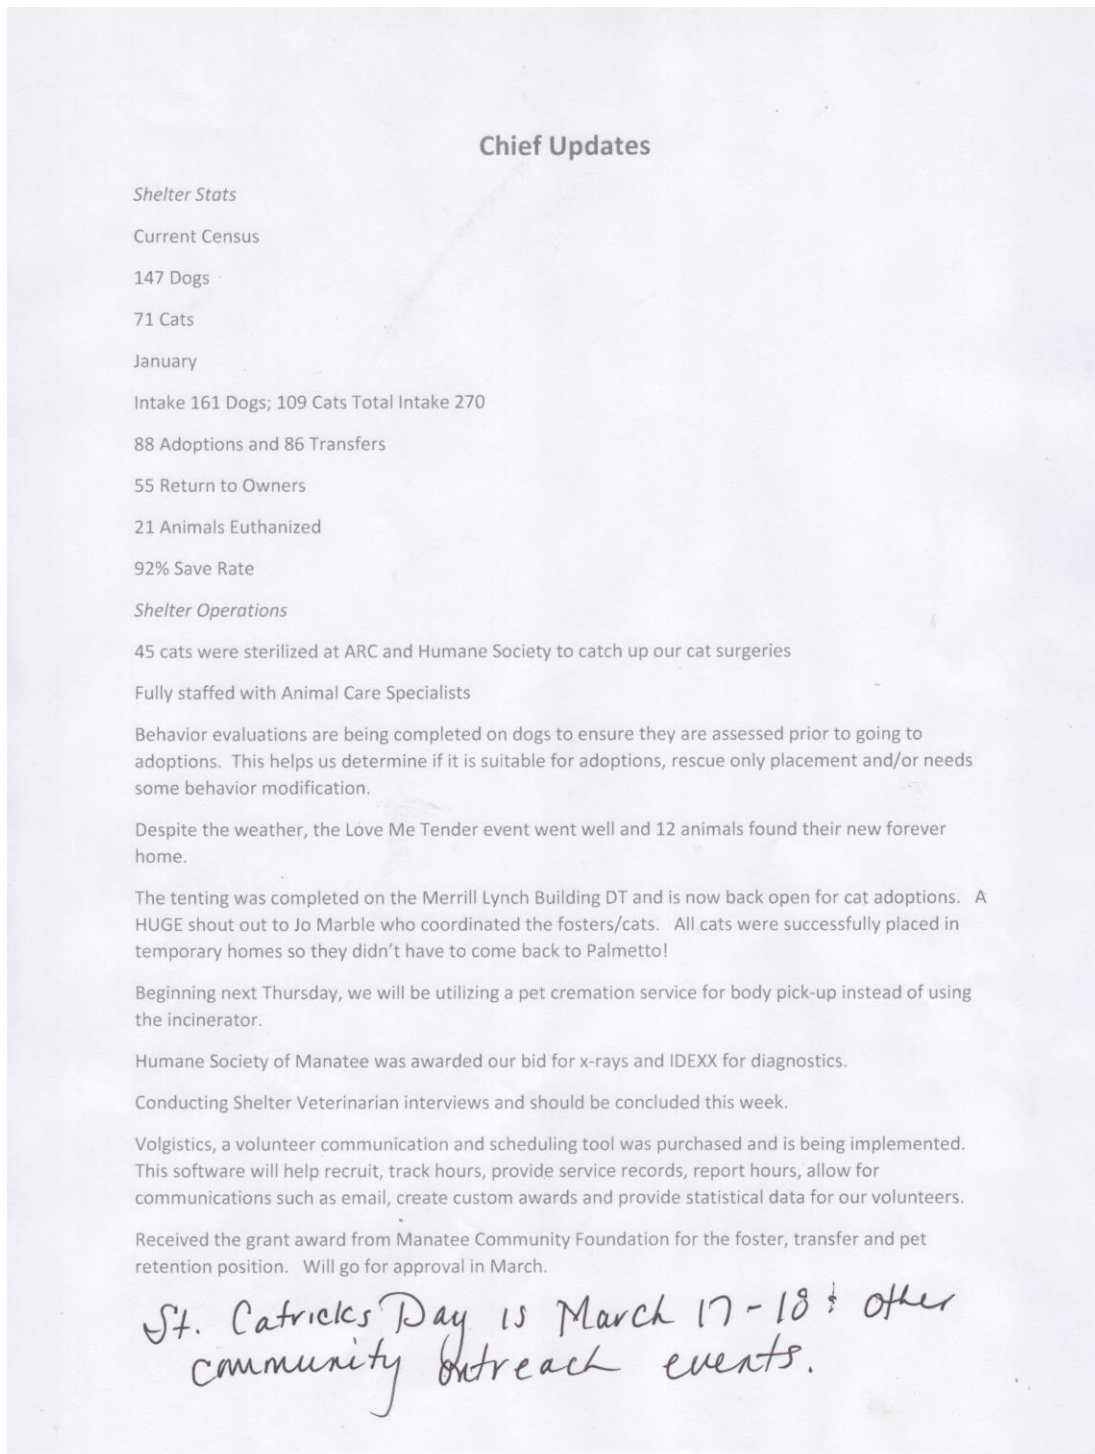 Chief Updates
Shelter Stats
Current Census
147 Dogs
71 Cats
January
Intake 161 Dogs; 109 Cats Total Intake 270
88 Adoptions and 86 Transfers
55 Return to Owners
21 Animals Euthanized
92% Save Rate
Shelter Operations
45 cats were sterilized at ARC and Humane Society to catch up our cat surgeries
Fully staffed with Animal Care Specialists
Behavior evaluations are being completed on dogs to ensure they are assessed prior to going to
adoptions.  This helps us determine if it is suitable for adoptions, rescue only placement and/or needs
some behavior modification.
Despite the weather, the Love Me Tender event went well and 12 animals found their new forever
home.
The tenting was completed on the Merrill Lynch Building DT and is now back open for cat adoptions.   A
HUGE shout out to Jo Marble who coordinated the fosters/cats.   All cats were successfully placed in
temporary homes so they didn't have to come back to Palmetto!
Beginning next Thursday, we will be utilizing a pet cremation service for body pick-up instead of using
the incinerator.
Humane Society of Manatee was awarded our bid for x-rays and IDEXX for diagnostics.
Conducting Shelter Veterinarian interviews and should be concluded this week.
Volgistics, a volunteer communication and scheduling tool was purchased and is being implemented.
This software will help recruit, track hours, provide service records, report hours, allow for
communications such as email, create custom awards and provide statistical data for our volunteers.
Received the grant award from Manatee Community Foundation for the foster, transfer and pet
retention position.   Will go for approval in March.
St. Catricks Day is March 17-18 & other
community outreach events.